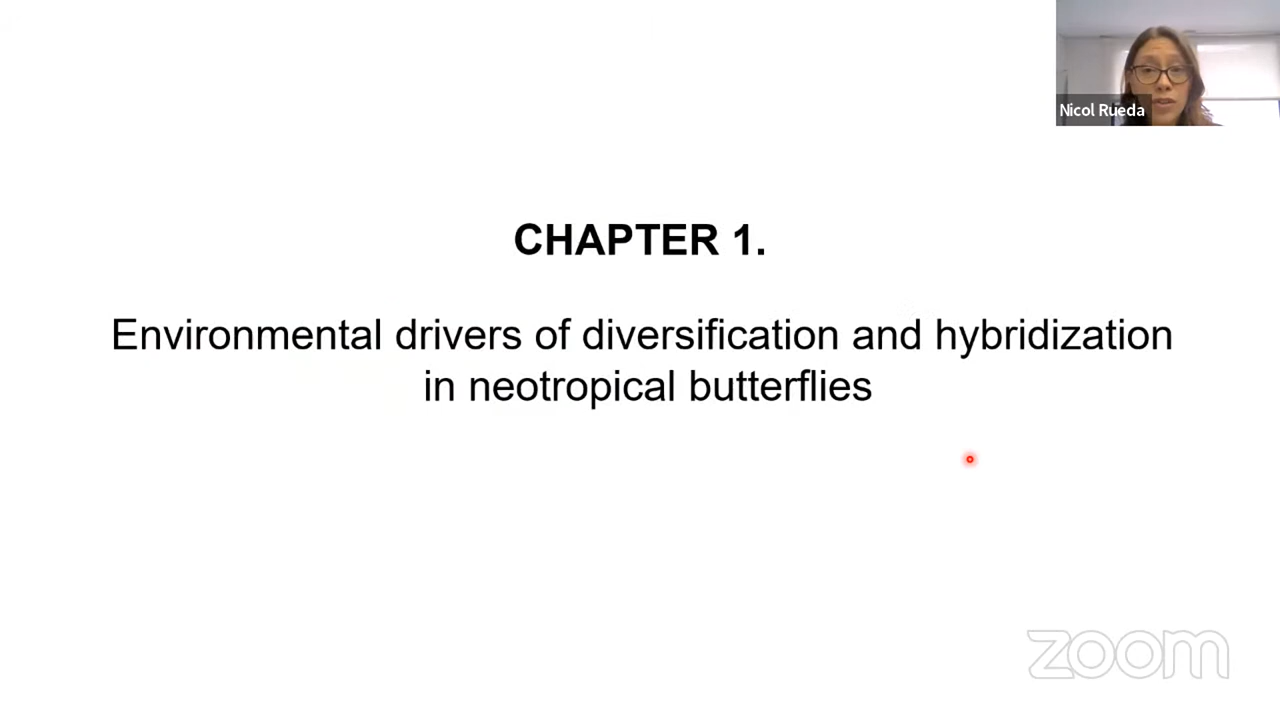 Nicol Rueda
CHAPTER 1.
Environmental drivers of diversification and hybridization
in neotropical butterflies
zoom